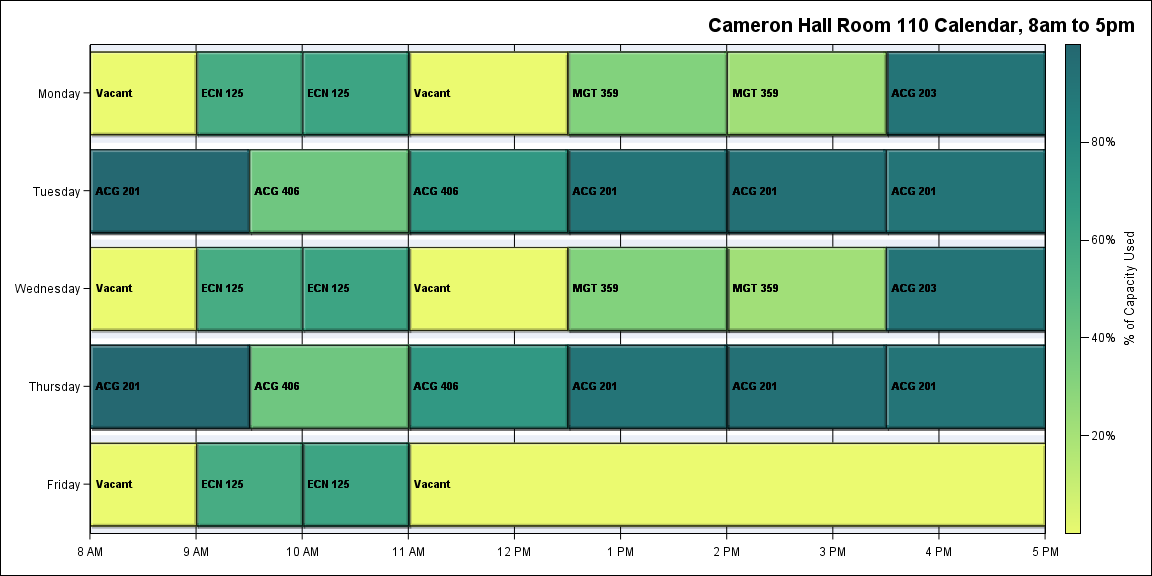 Cameron Hall Room 110 Calendar, 8am to 5pm
Monday
Vacant
ECN 125
ECN 125
Vacant
MGT 359
MGT 359
ACG 203
Tuesday
ACG 201
ACG 406
ACG 406
ACG 201
ACG 201
ACG 201
Wednesday
Vacant
ECN 125
ECN 125
Vacant
MGT 359
MGT 359
ACG 203
Thursday
ACG 201
ACG 406
ACG 406
ACG 201
ACG 201
ACG 201
Friday
Vacant
ECN 125
ECN 125
Vacant
8 AM
9 AM
10 AM
11 AM
12 PM
1 PM
2 PM
3 PM
4 PM
5 PM
80%
60%
40%
20%
% of Capacity Used